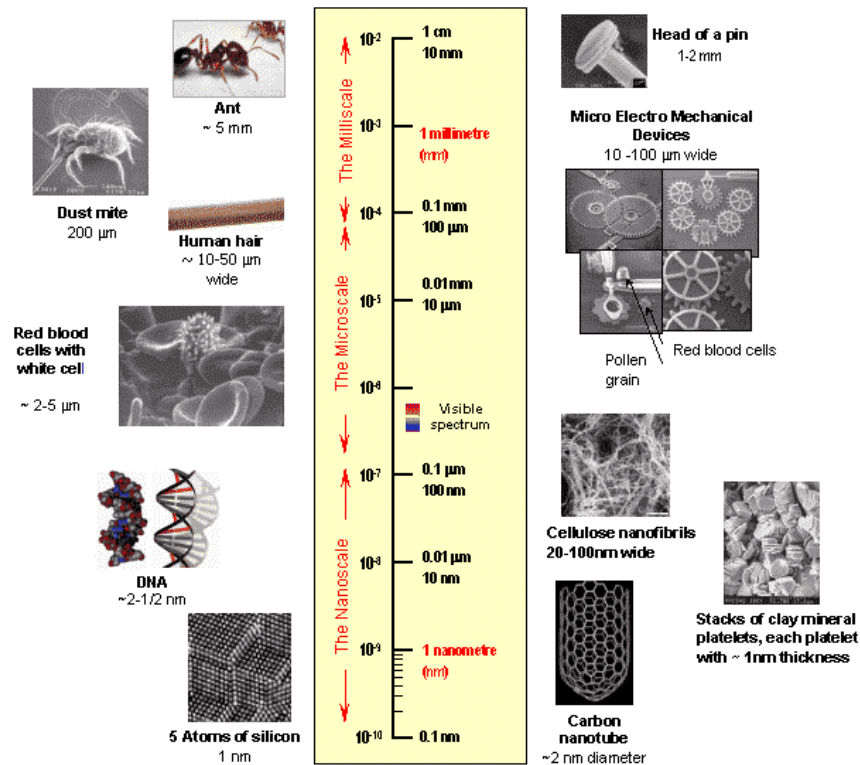 Ant
~ 5 mm
Dust mite
200 µm
Human hair
~ 10-50 µm
wide
Red blood
cells with
white cell
~ 2-5 µm
DNA
~2-1/2 nm
5 Atoms of silicon
1 nm
The Milliscale
The Microscale
The Nanoscale
10-2
1 cm
10 mm
10-3
1 millimetre
(mm)
10-4
0.1 mm
100 µm
0.01 mm
10-5
10 µm
10-6
Visible
spectrum
10-7
0.1 µm
100 nm
10-8
0.01 µm
10 nm
10-9
1 nanometre
(nm)
10-10
0.1 nm
Head of a pin
1-2 mm
Micro Electro Mechanical
Devices
10 -100 µm wide
Pollen
grain
Red blood cells
Cellulose nanofibrils
20-100nm wide
Stacks of clay mineral
platelets, each platelet
with ~ 1nm thickness
Carbon
nanotube
~2 nm diameter